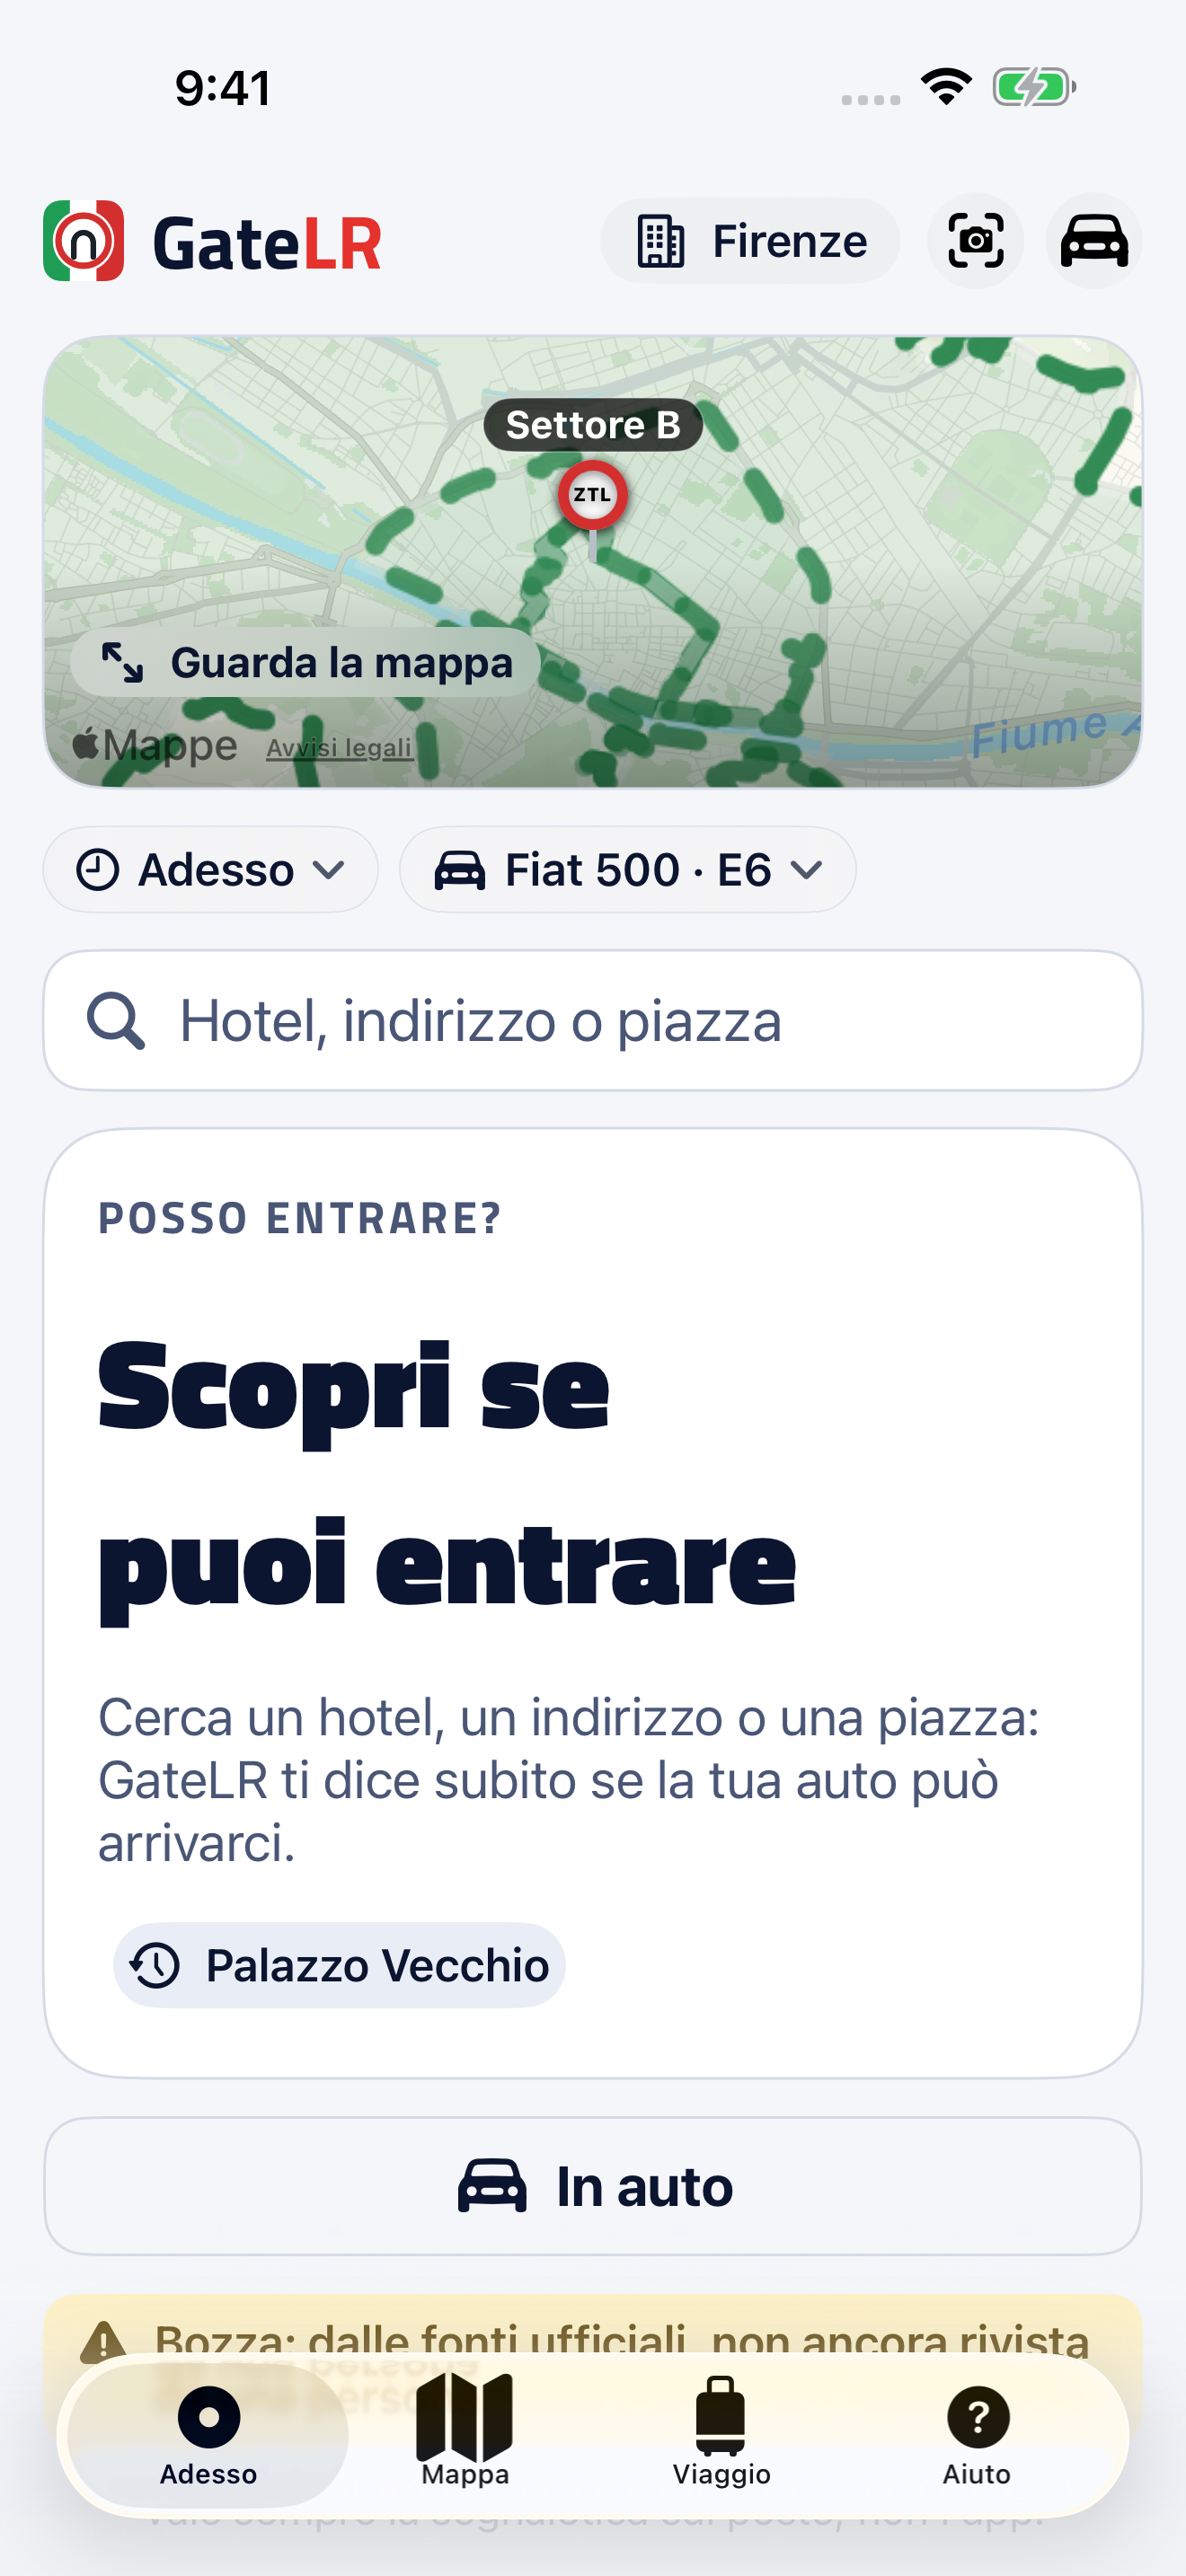 9:41
GateLR
Firenze
Settore B
ZTL
Guarda la mappa
Mappe
Avvisi legali
Fiume
Adesso
Fiat 500 · E6
Hotel, indirizzo o piazza
POSSO ENTRARE?
Scopri se
puoi entrare
Cerca un hotel, un indirizzo o una piazza:
GateLR ti dice subito se la tua auto può
arrivarci.
Palazzo Vecchio
In auto
Bozza: dalle fonti ufficiali, non ancora rivista
Adesso
Mappa
Viaggio
Aiuto